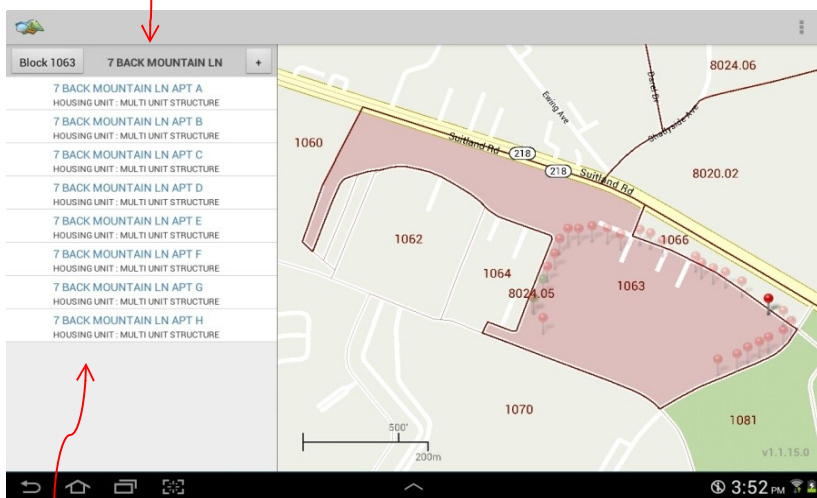 Block 1063
7 BACK MOUNTAIN LN
+
7 BACK MOUNTAIN LN APT A
HOUSING UNIT : MULTI UNIT STRUCTURE
7 BACK MOUNTAIN LN APT B
HOUSING UNIT : MULTI UNIT STRUCTURE
7 BACK MOUNTAIN LN APT C
HOUSING UNIT : MULTI UNIT STRUCTURE
7 BACK MOUNTAIN LN APT D
HOUSING UNIT : MULTI UNIT STRUCTURE
7 BACK MOUNTAIN LN APT E
HOUSING UNIT : MULTI UNIT STRUCTURE
7 BACK MOUNTAIN LN APT F
HOUSING UNIT : MULTI UNIT STRUCTURE
7 BACK MOUNTAIN LN APT G
HOUSING UNIT : MULTI UNIT STRUCTURE
7 BACK MOUNTAIN LN APT H
HOUSING UNIT : MULTI UNIT STRUCTURE
8024.06
Darel Dr
Ewing Ave
Shadyside Ave
1060
Suitland Rd
218
218
Suitland Rd
8020.02
1062
1066
1064
1063
8024.05
1070
1081
500'
200m
v1.1.15.0
3:52 PM